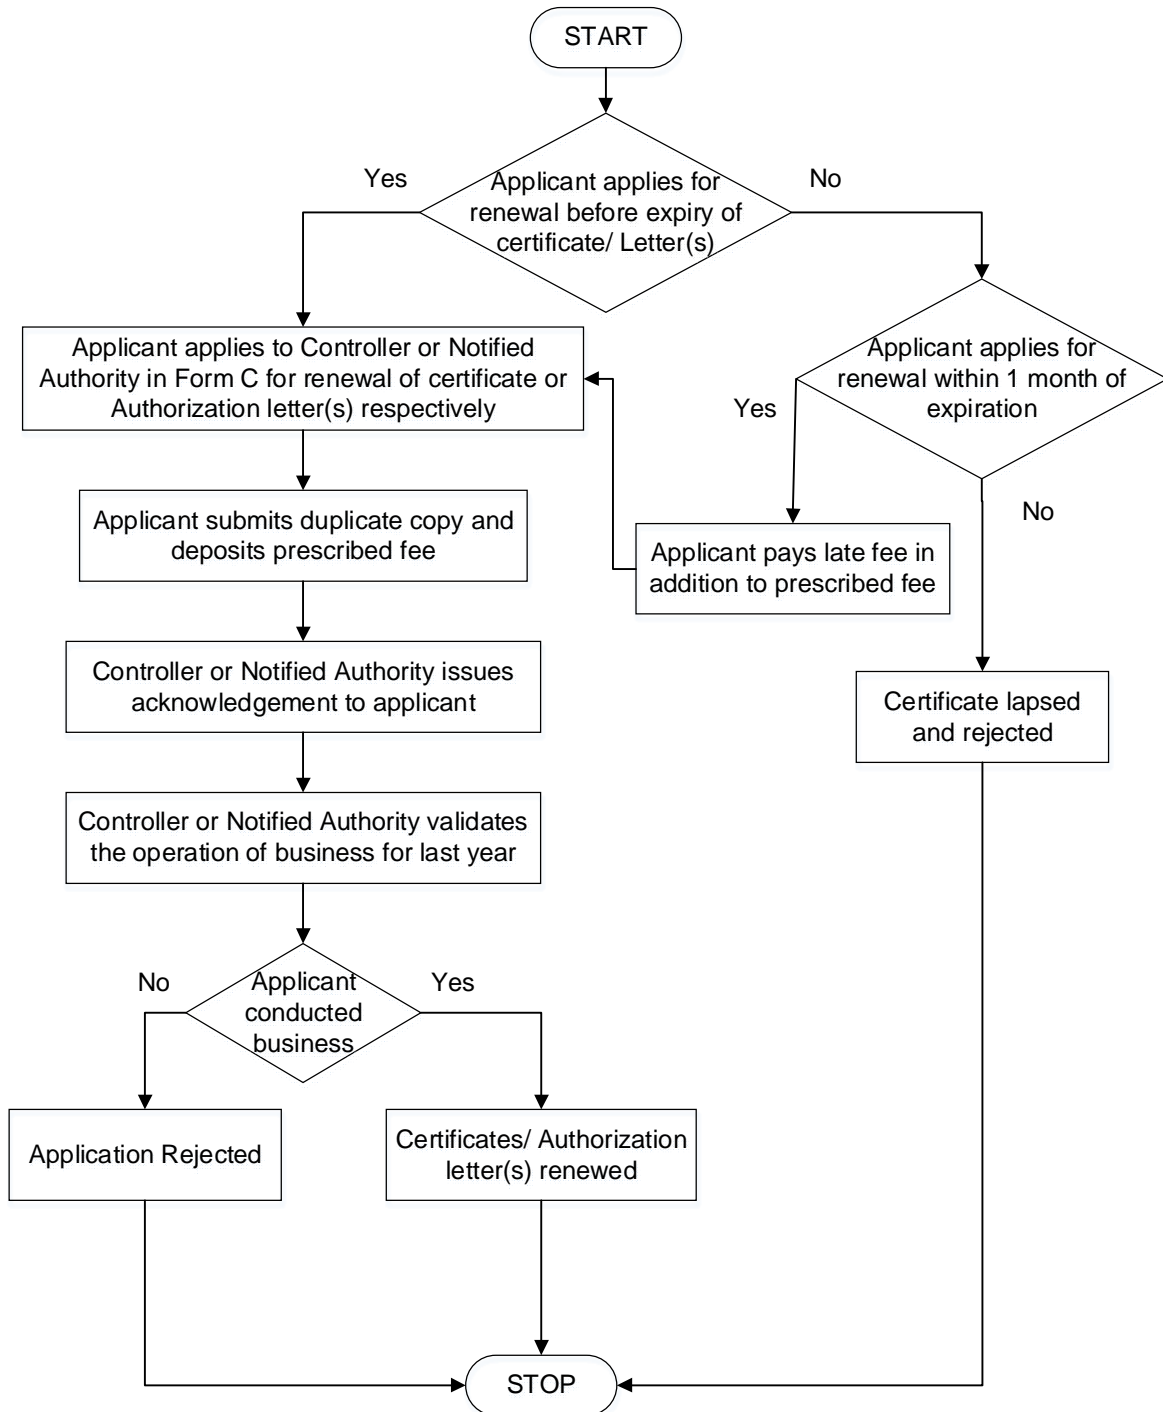 START
Yes
No
Applicant applies for
renewal before expiry of
certificate/ Letter(s)
Applicant applies to Controller or Notified
Authority in Form C for renewal of certificate or
Authorization letter(s) respectively
Applicant applies for
renewal within 1 month of
expiration
Yes
No
Applicant submits duplicate copy and
deposits prescribed fee
Applicant pays late fee in
addition to prescribed fee
Controller or Notified Authority issues
acknowledgement to applicant
Certificate lapsed
and rejected
Controller or Notified Authority validates
the operation of business for last year
No
Yes
Applicant
conducted
business
Application Rejected
Certificates/ Authorization
letter(s) renewed
STOP